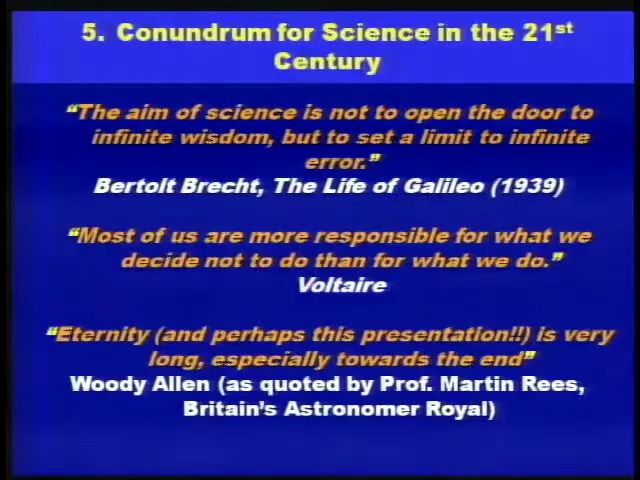 5. Conundrum for Science in the 21st
Century
“The aim of science is not to open the door to
infinite wisdom, but to set a limit to infinite
error.”
Bertolt Brecht, The Life of Galileo (1939)
“Most of us are more responsible for what we
decide not to do than for what we do.”
Voltaire
“Eternity (and perhaps this presentation!!) is very
long, especially towards the end”
Woody Allen (as quoted by Prof. Martin Rees,
Britain’s Astronomer Royal)